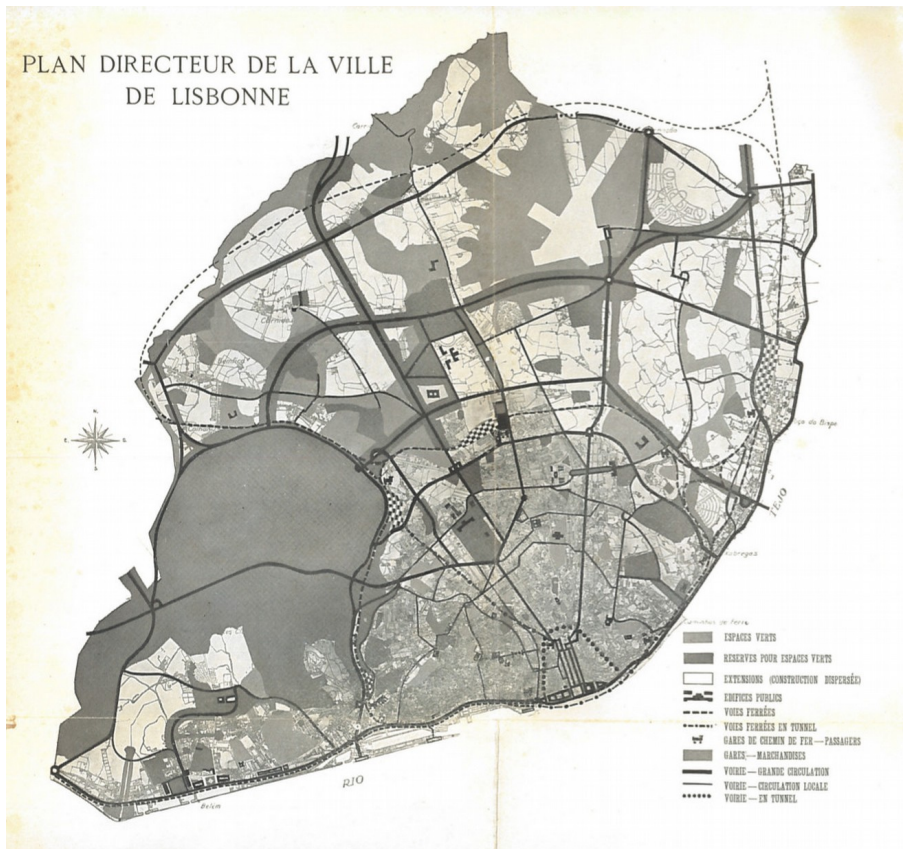 PLAN DIRECTEUR DE LA VILLE
DE LISBONNE
TEJO
Xabregas
ESPACES VERTS
RESERVES POUR ESPACES VERTS
EXTENSIONS (CONSTRUCTION DISPERSÉE)
EDIFICES PUBLICS
VOIES FERRÉES
VOIES FERRÉES EN TUNNEL
GARES DE CHEMIN DE FER — PASSAGERS
GARES — MARCHANDISES
VOIRIE — GRANDE CIRCULATION
VOIRIE — CIRCULATION LOCALE
VOIRIE — EN TUNNEL
RIO
Belém